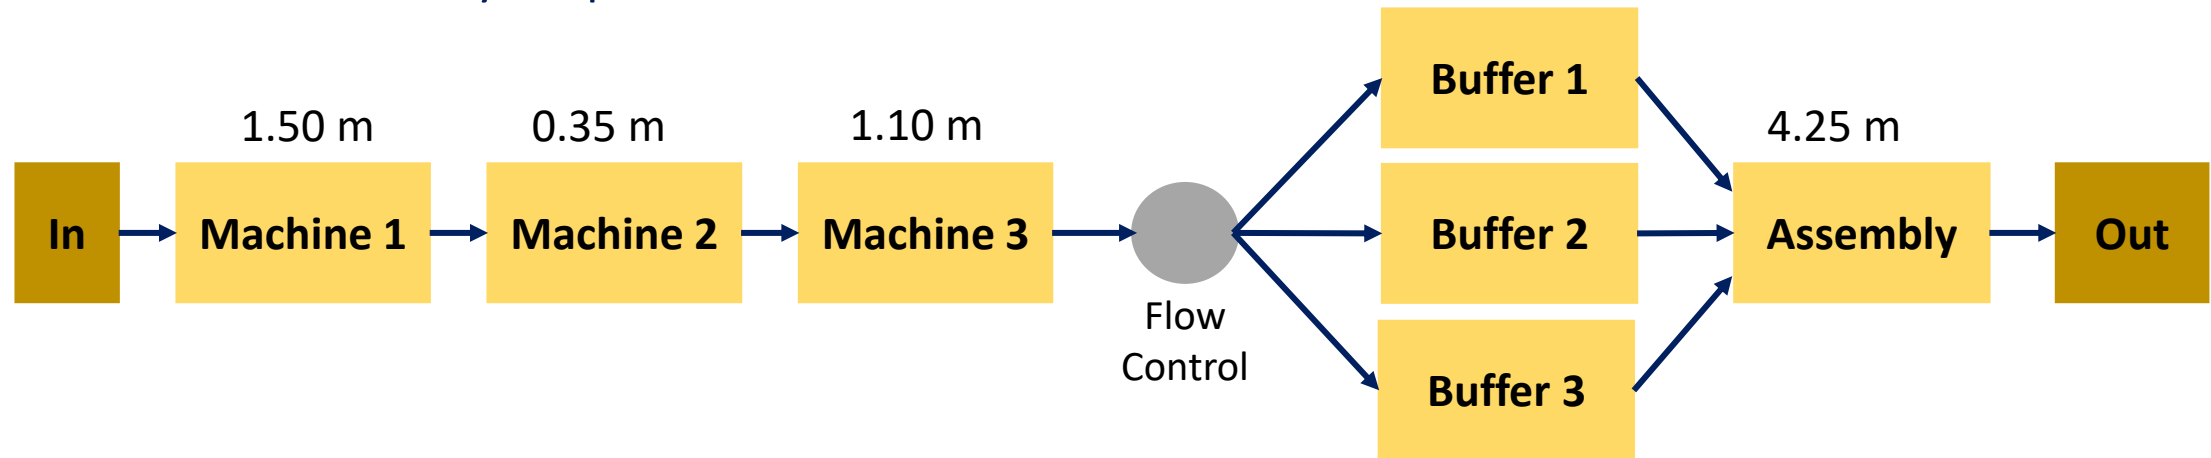 Buffer 1
1.50 m
0.35 m
1.10 m
4.25 m
In
Machine 1
Machine 2
Machine 3
Buffer 2
Assembly
Out
Flow
Control
Buffer 3